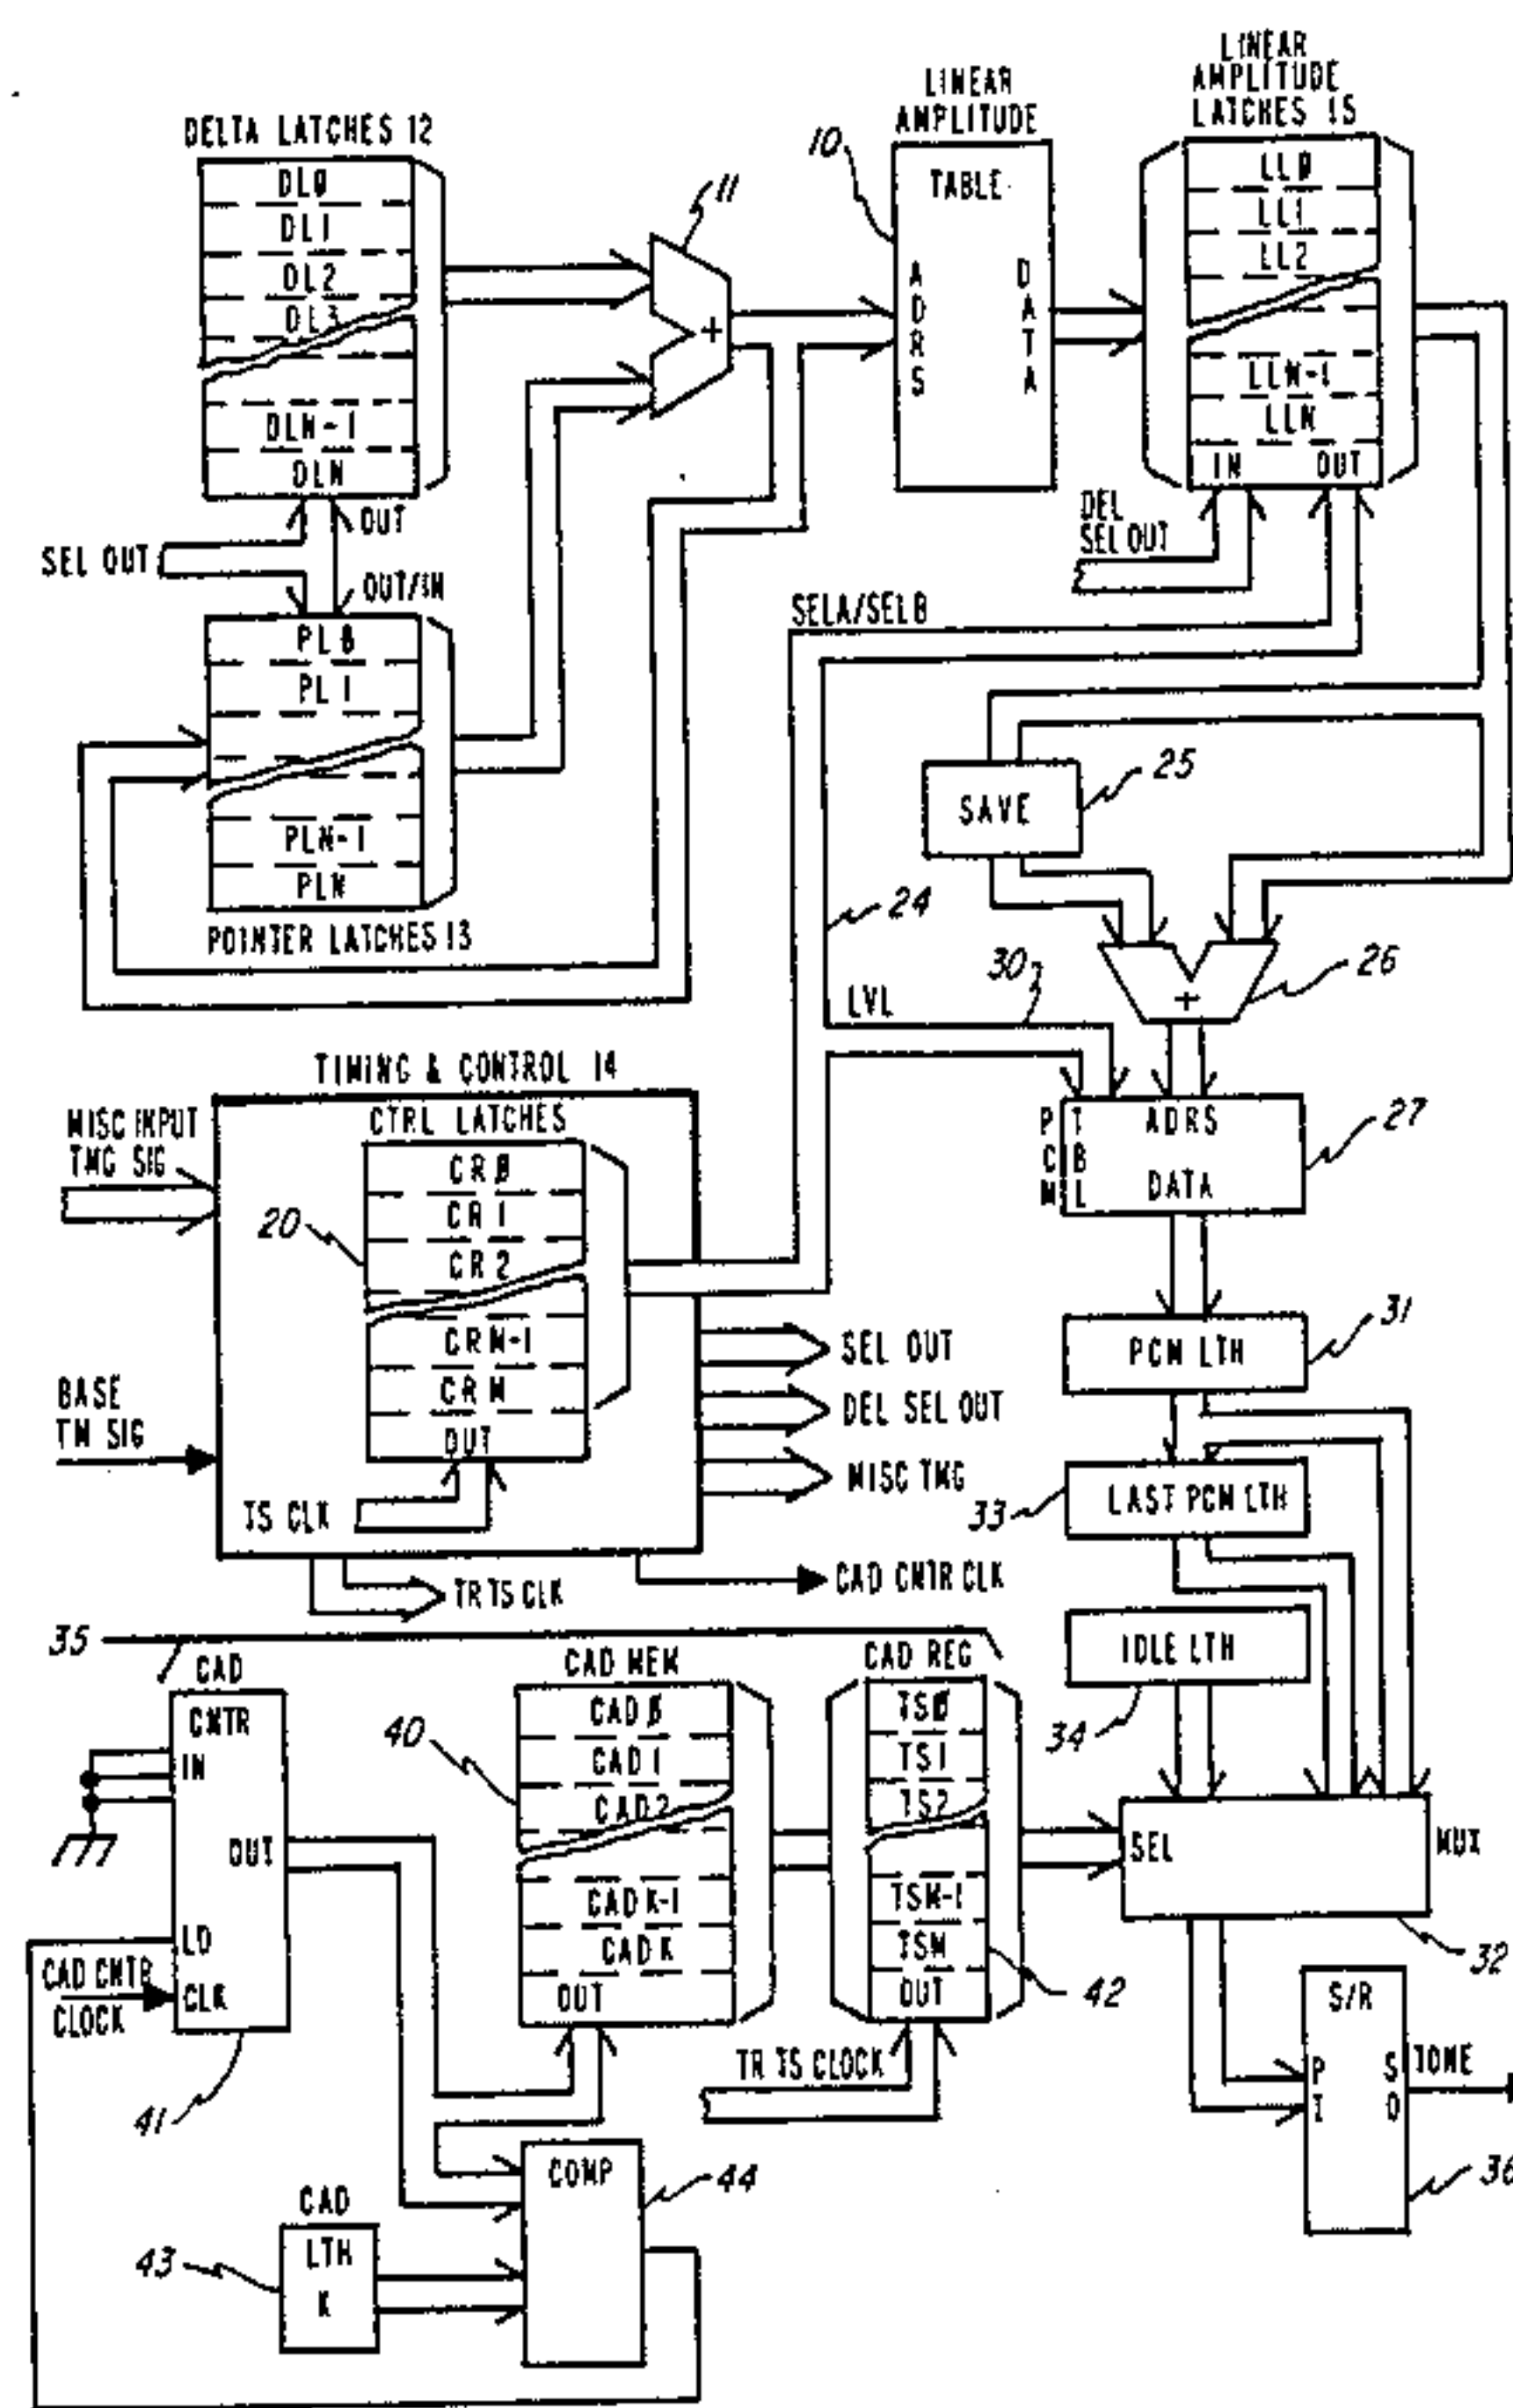 DELTA LATCHES 12
DL0
DL1
DL2
DL3
DLN-1
DLN
SEL OUT
OUT
OUT/IN
PL0
PL1
PLN-1
PLN
POINTER LATCHES 13
11
+
LINEAR
AMPLITUDE
10
TABLE
ADRS
DATA
LINEAR
AMPLITUDE
LATCHES 15
LL0
LL1
LL2
LLN-1
LLN
IN OUT
DEL
SEL OUT
SELA/SELB
SAVE
25
24
26
+
30
LVL
TIMING & CONTROL 14
MISC INPUT
TMG SIG
CTRL LATCHES
20
CR0
CR1
CR2
CRM-1
CRM
OUT
BASE
TM SIG
TS CLK
SEL OUT
DEL SEL OUT
MISC TMG
TR TS CLK
CAD CNTR CLK
PCM
TBL
ADRS
DATA
27
PCM LTH
31
LAST PCM LTH
33
IDLE LTH
34
35
CAD
CNTR
IN
OUT
LD
CLK
CAD CNTR
CLOCK
41
CAD MEM
40
CAD0
CAD1
CAD2
CADK-1
CADK
OUT
CAD REG
TS0
TS1
TS2
TSM-1
TSM
OUT
42
TR TS CLOCK
SEL
MUX
32
S/R
PI
SO
TONE
36
COMP
44
CAD
LTH
K
43